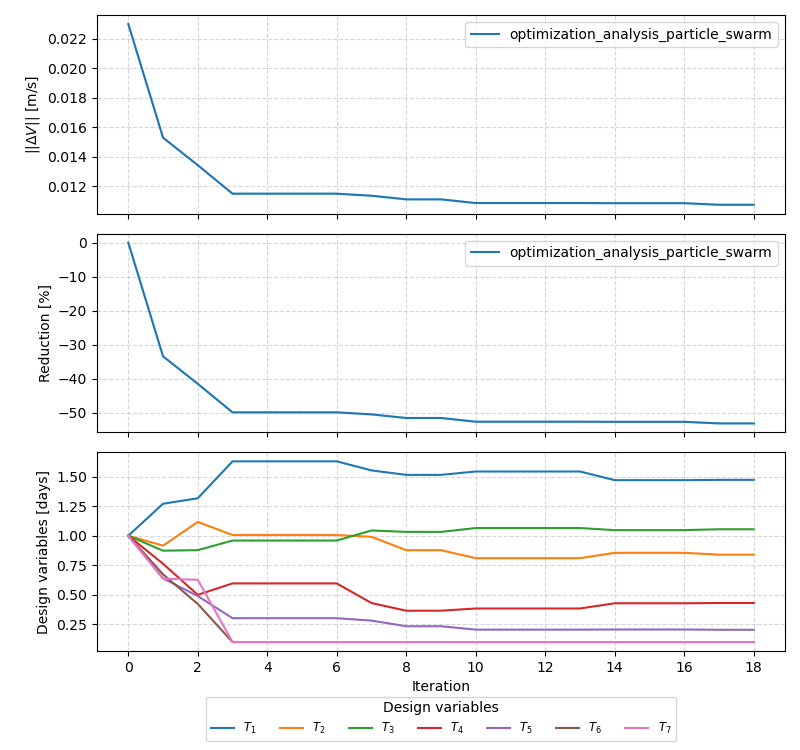 optimization_analysis_particle_swarm
||ΔV|| [m/s]
0.022
0.020
0.018
0.016
0.014
0.012
optimization_analysis_particle_swarm
Reduction [%]
0
−10
−20
−30
−40
−50
Design variables [days]
1.50
1.25
1.00
0.75
0.50
0.25
0 2 4 6 8 10 12 14 16 18
Iteration
Design variables
T₁ T₂ T₃ T₄ T₅ T₆ T₇